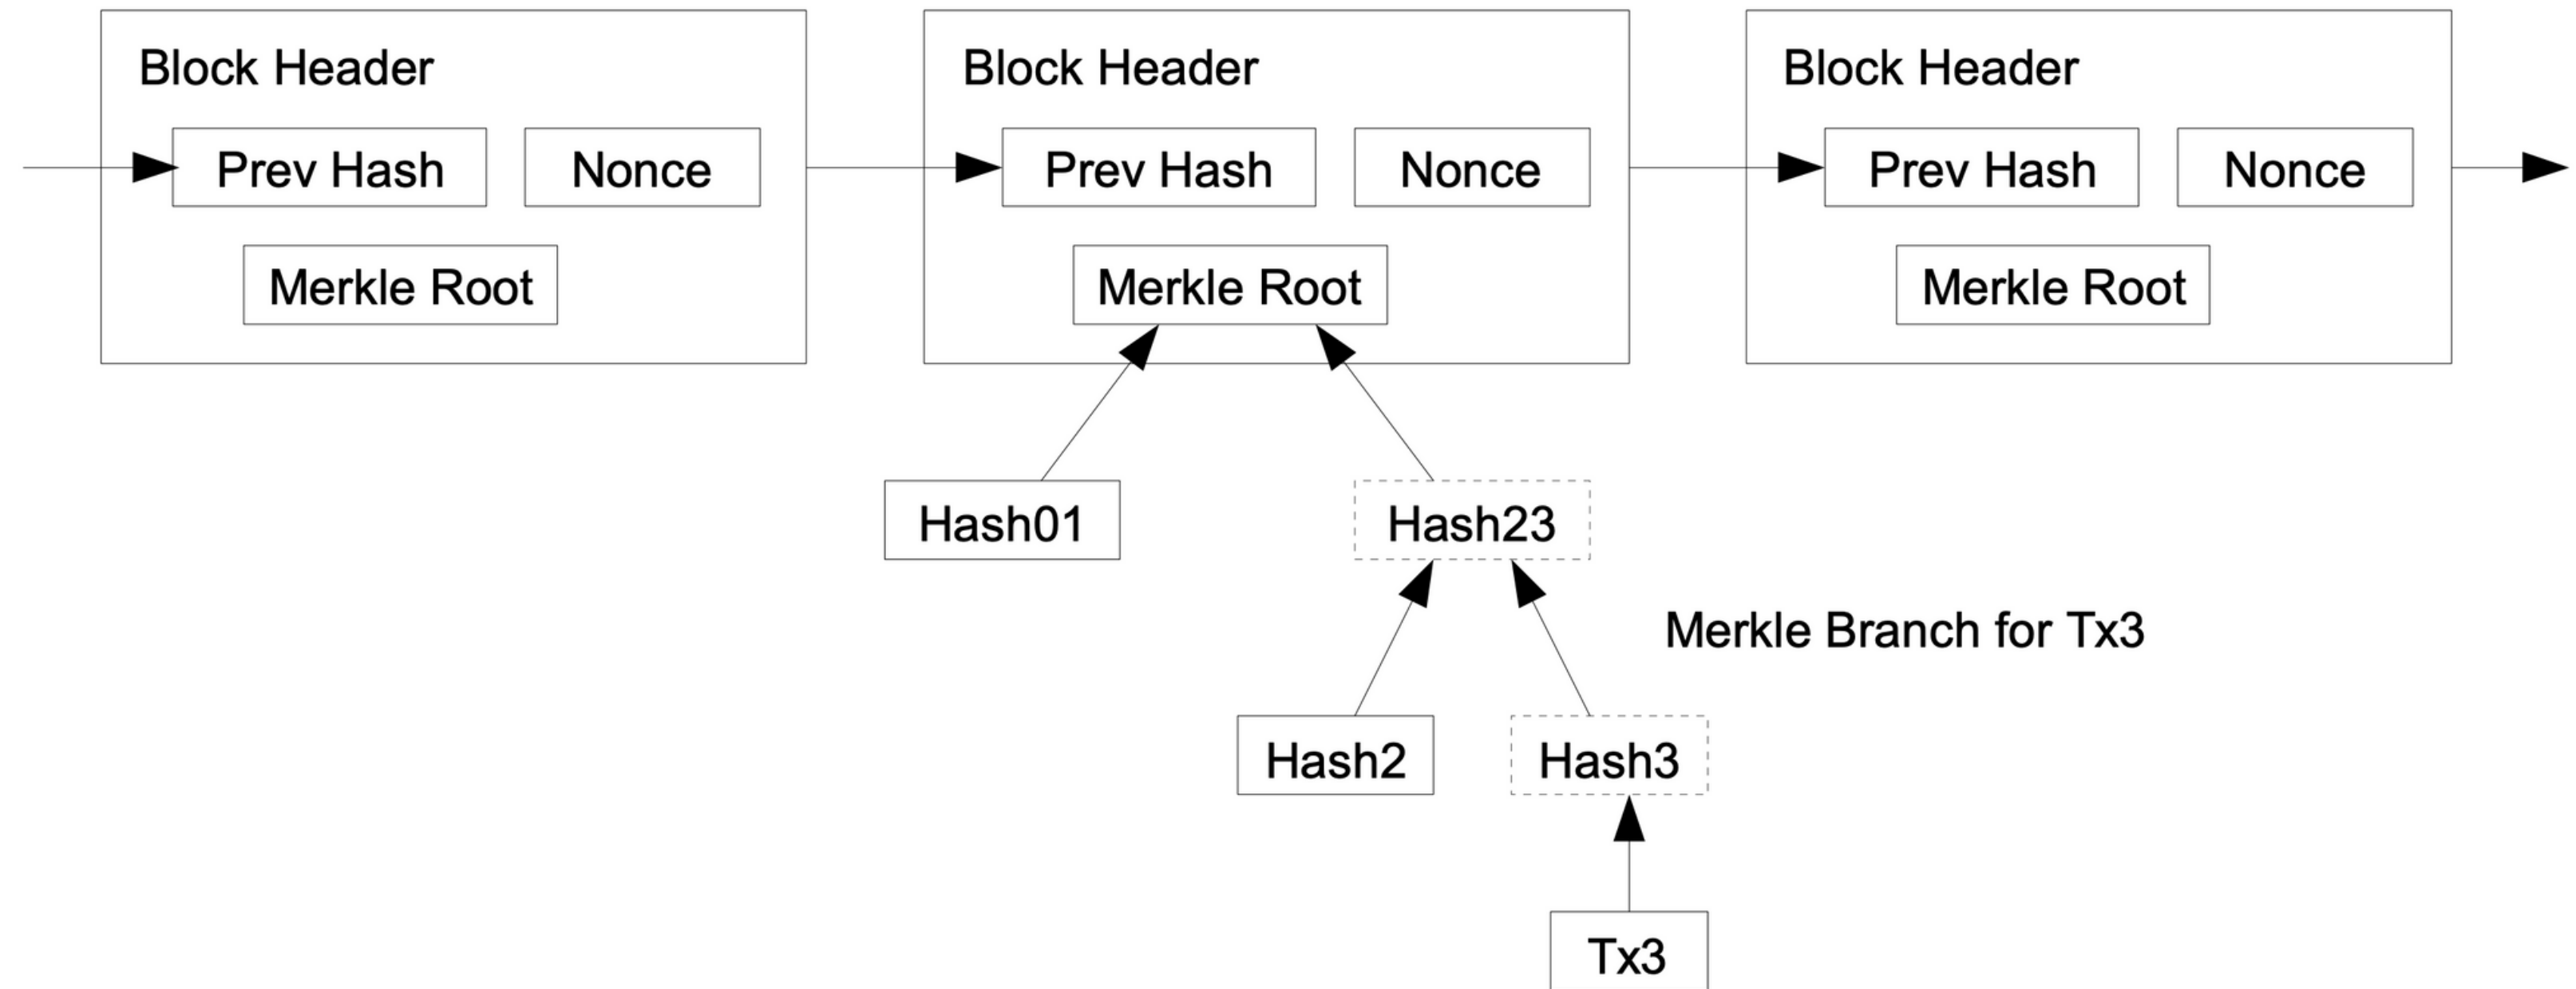 Block Header
Block Header
Block Header
Prev Hash
Nonce
Prev Hash
Nonce
Prev Hash
Nonce
Merkle Root
Merkle Root
Merkle Root
Hash01
Hash23
Merkle Branch for Tx3
Hash2
Hash3
Tx3